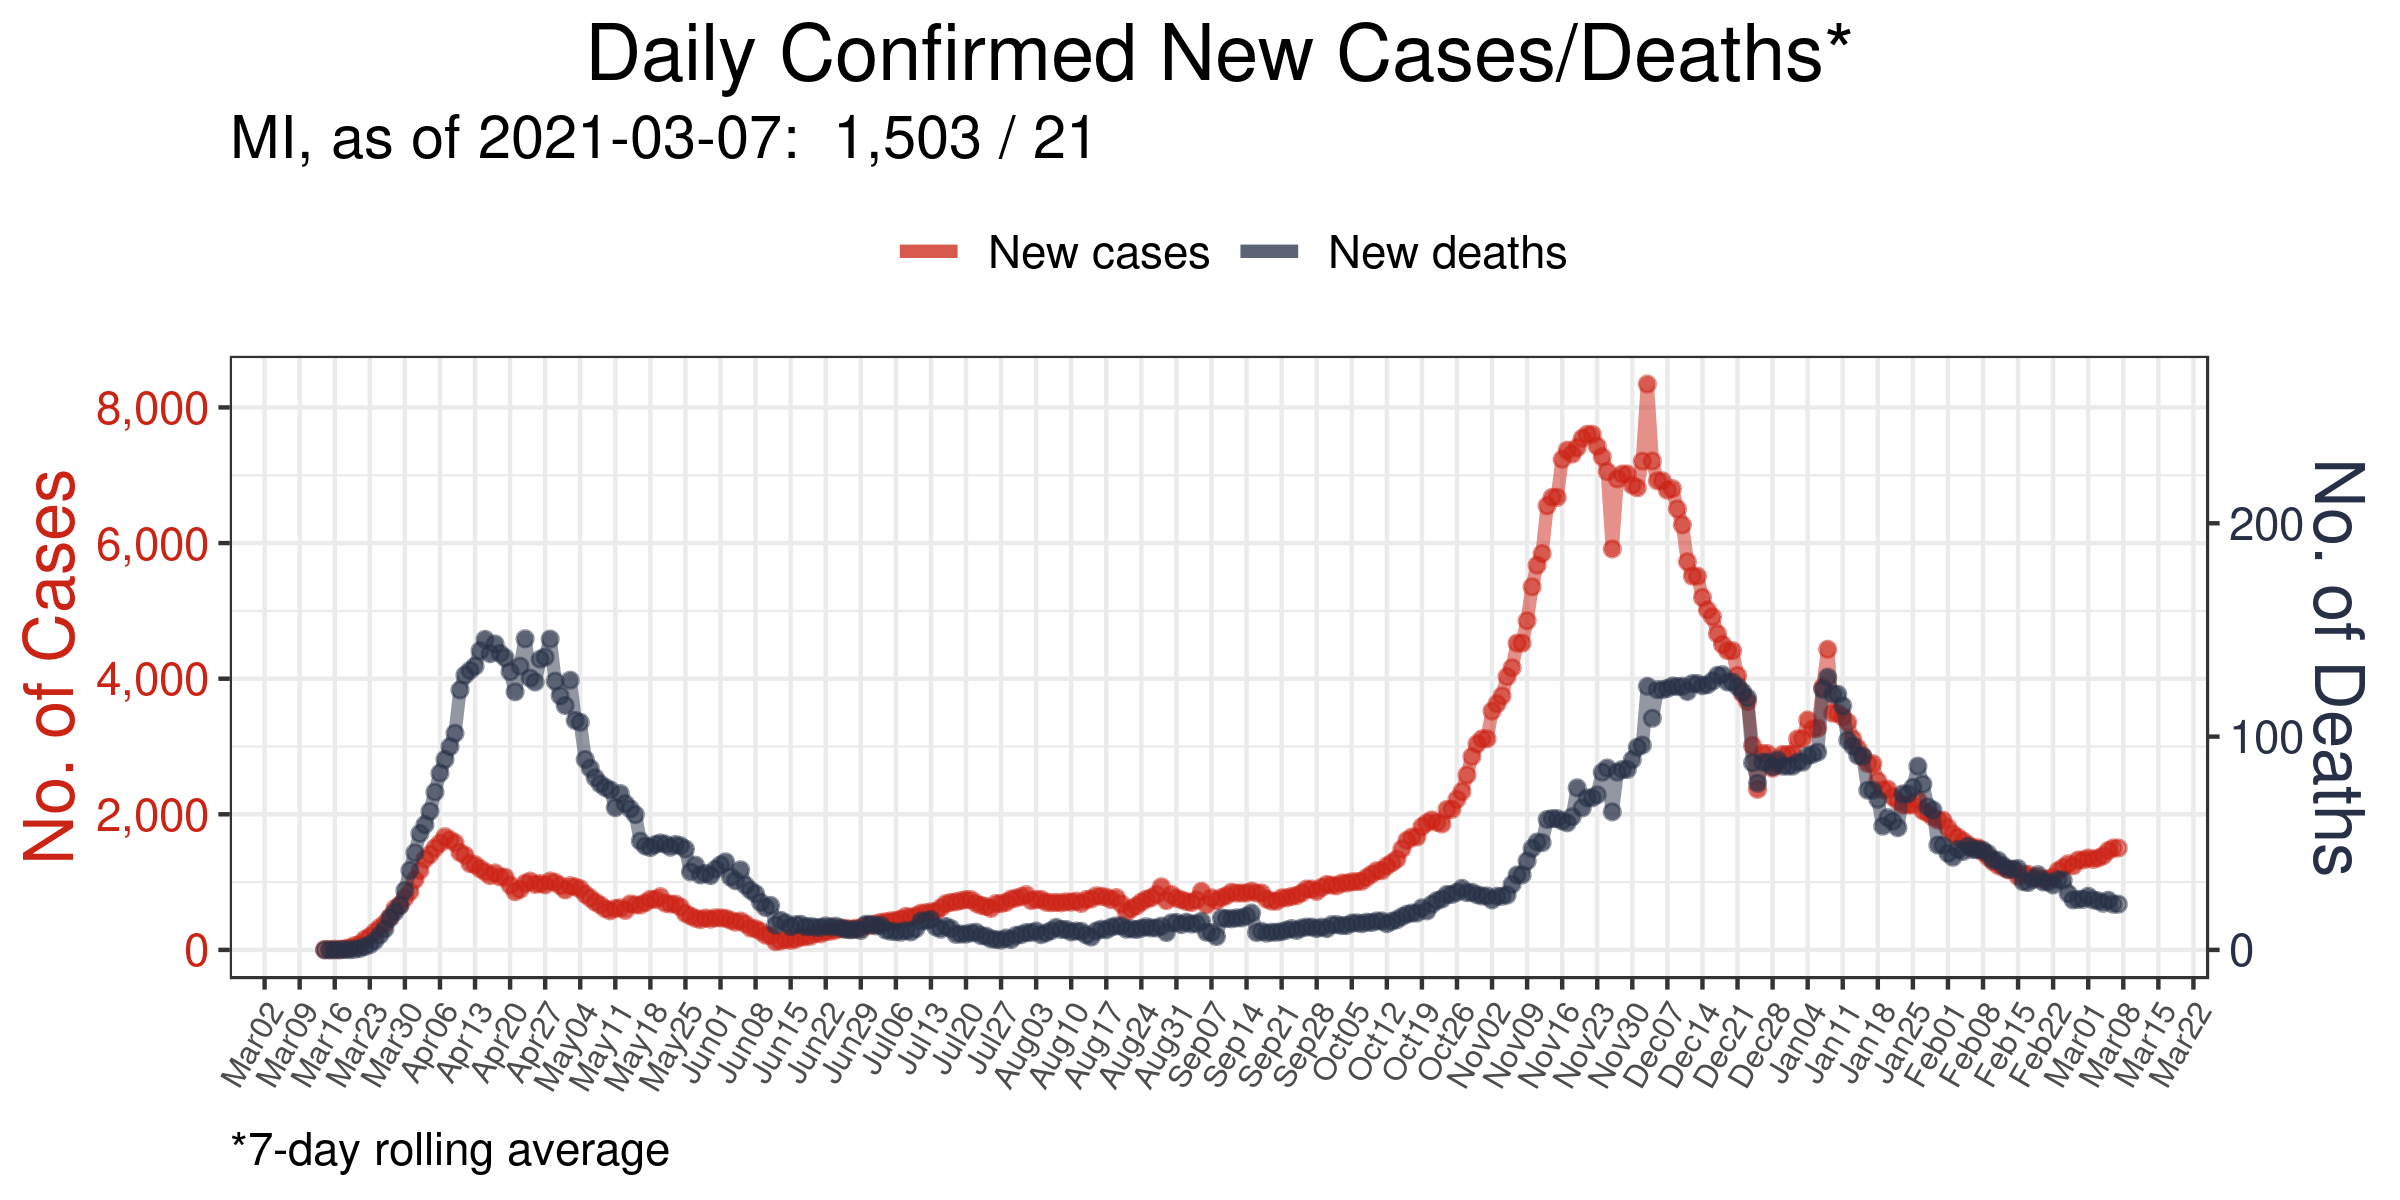 Daily Confirmed New Cases/Deaths*
MI, as of 2021-03-07:  1,503 / 21
New cases
New deaths
No. of Cases
8,000
6,000
4,000
2,000
0
200
100
0
No. of Deaths
Mar02
Mar09
Mar16
Mar23
Mar30
Apr06
Apr13
Apr20
Apr27
May04
May11
May18
May25
Jun01
Jun08
Jun15
Jun22
Jun29
Jul06
Jul13
Jul20
Jul27
Aug03
Aug10
Aug17
Aug24
Aug31
Sep07
Sep14
Sep21
Sep28
Oct05
Oct12
Oct19
Oct26
Nov02
Nov09
Nov16
Nov23
Nov30
Dec07
Dec14
Dec21
Dec28
Jan04
Jan11
Jan18
Jan25
Feb01
Feb08
Feb15
Feb22
Mar01
Mar08
Mar15
Mar22
*7-day rolling average